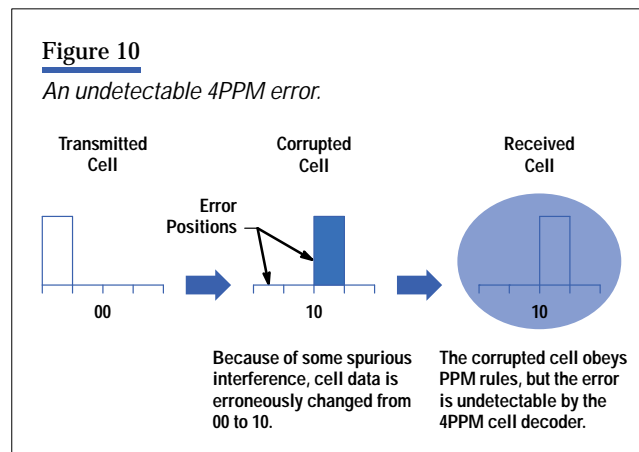 Figure 10
An undetectable 4PPM error.
Transmitted
Cell
Corrupted
Cell
Received
Cell
Error
Positions
00
10
10
Because of some spurious
interference, cell data is
erroneously changed from
00 to 10.
The corrupted cell obeys
PPM rules, but the error
is undetectable by the
4PPM cell decoder.